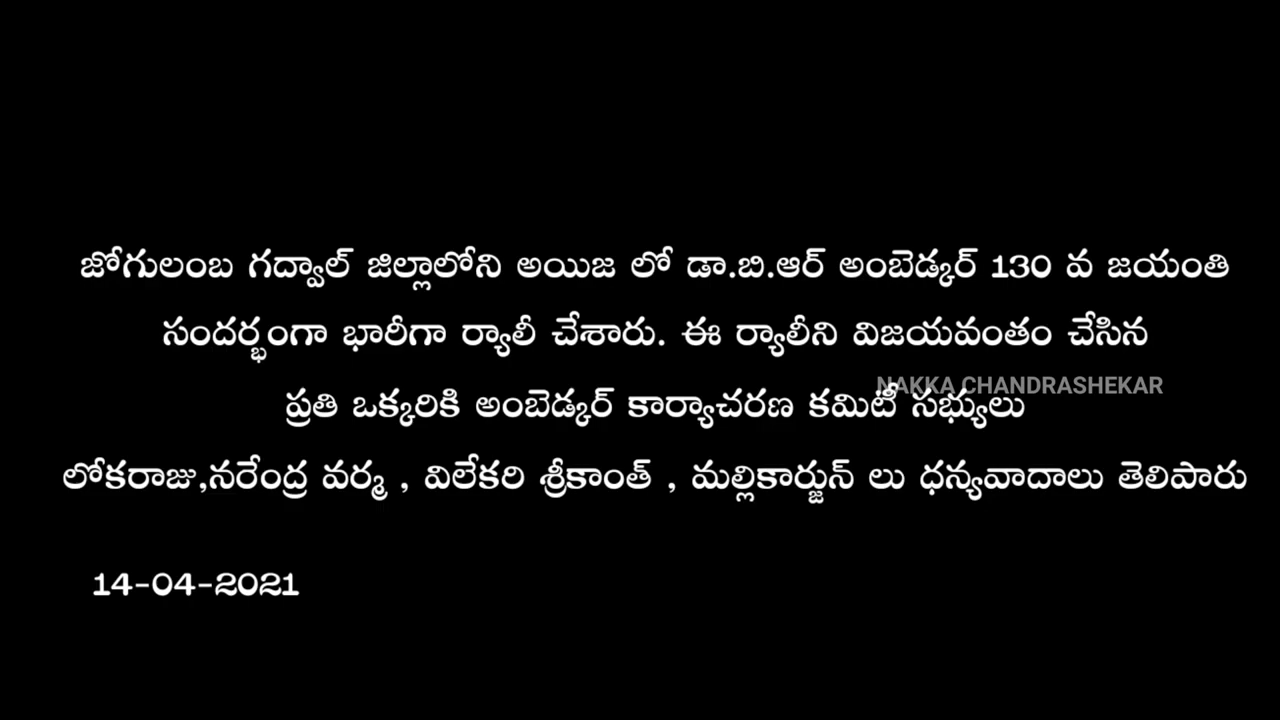 జోగులంబ గద్వాల్ జిల్లాలోని అయిజ లో డా.బి.ఆర్ అంబెడ్కర్ 130 వ జయంతి
సందర్భంగా భారీగా ర్యాలీ చేశారు. ఈ ర్యాలీని విజయవంతం చేసిన
NAKKA CHANDRASHEKAR
ప్రతి ఒక్కరికి అంబెడ్కర్ కార్యాచరణ కమిటీ సభ్యులు
లోకరాజు,నరేంద్ర వర్మ , విలేకరి శ్రీకాంత్ , మల్లికార్జున్ లు ధన్యవాదాలు తెలిపారు
14-04-2021